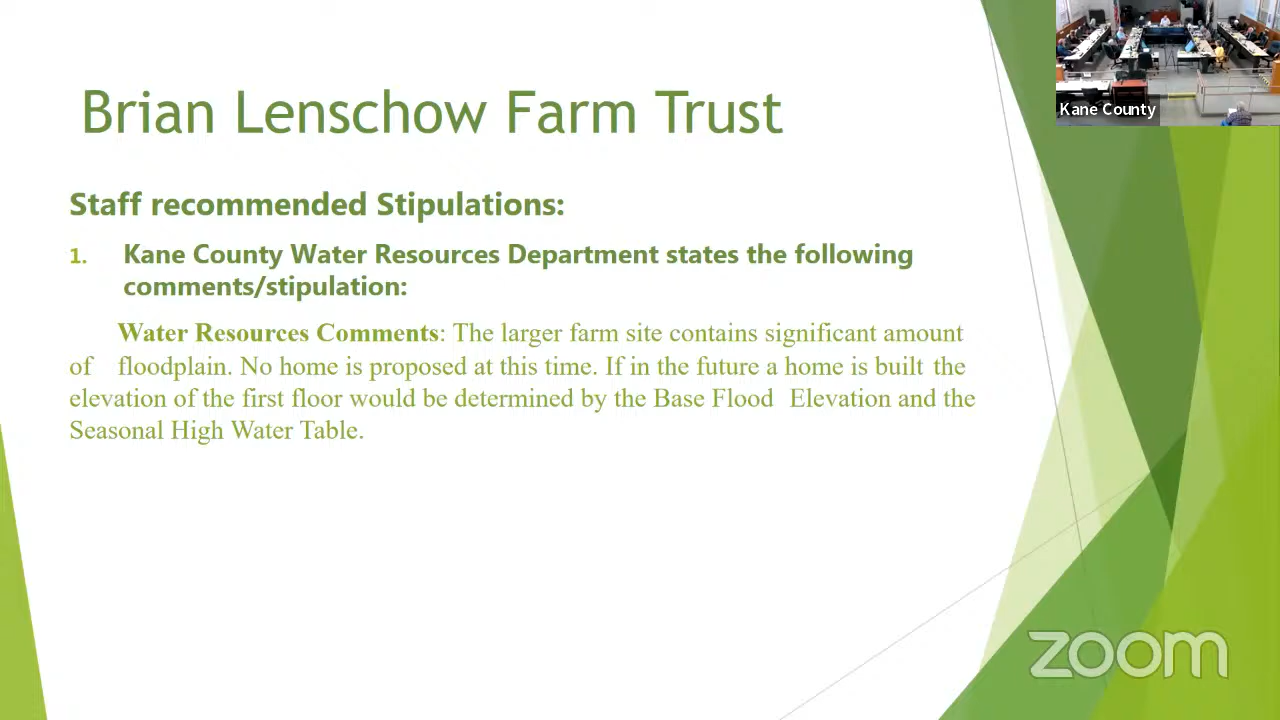 Brian Lenschow Farm Trust
Kane County
Staff recommended Stipulations:
1. Kane County Water Resources Department states the following
comments/stipulation:
Water Resources Comments: The larger farm site contains significant amount
of floodplain. No home is proposed at this time. If in the future a home is built the
elevation of the first floor would be determined by the Base Flood Elevation and the
Seasonal High Water Table.
zoom